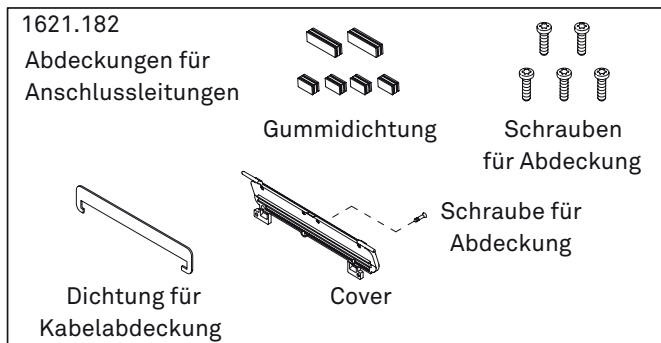 1621.182
Abdeckungen für
Anschlussleitungen
Gummidichtung
Schrauben
für Abdeckung
Schraube für
Abdeckung
Dichtung für
Kabelabdeckung
Cover